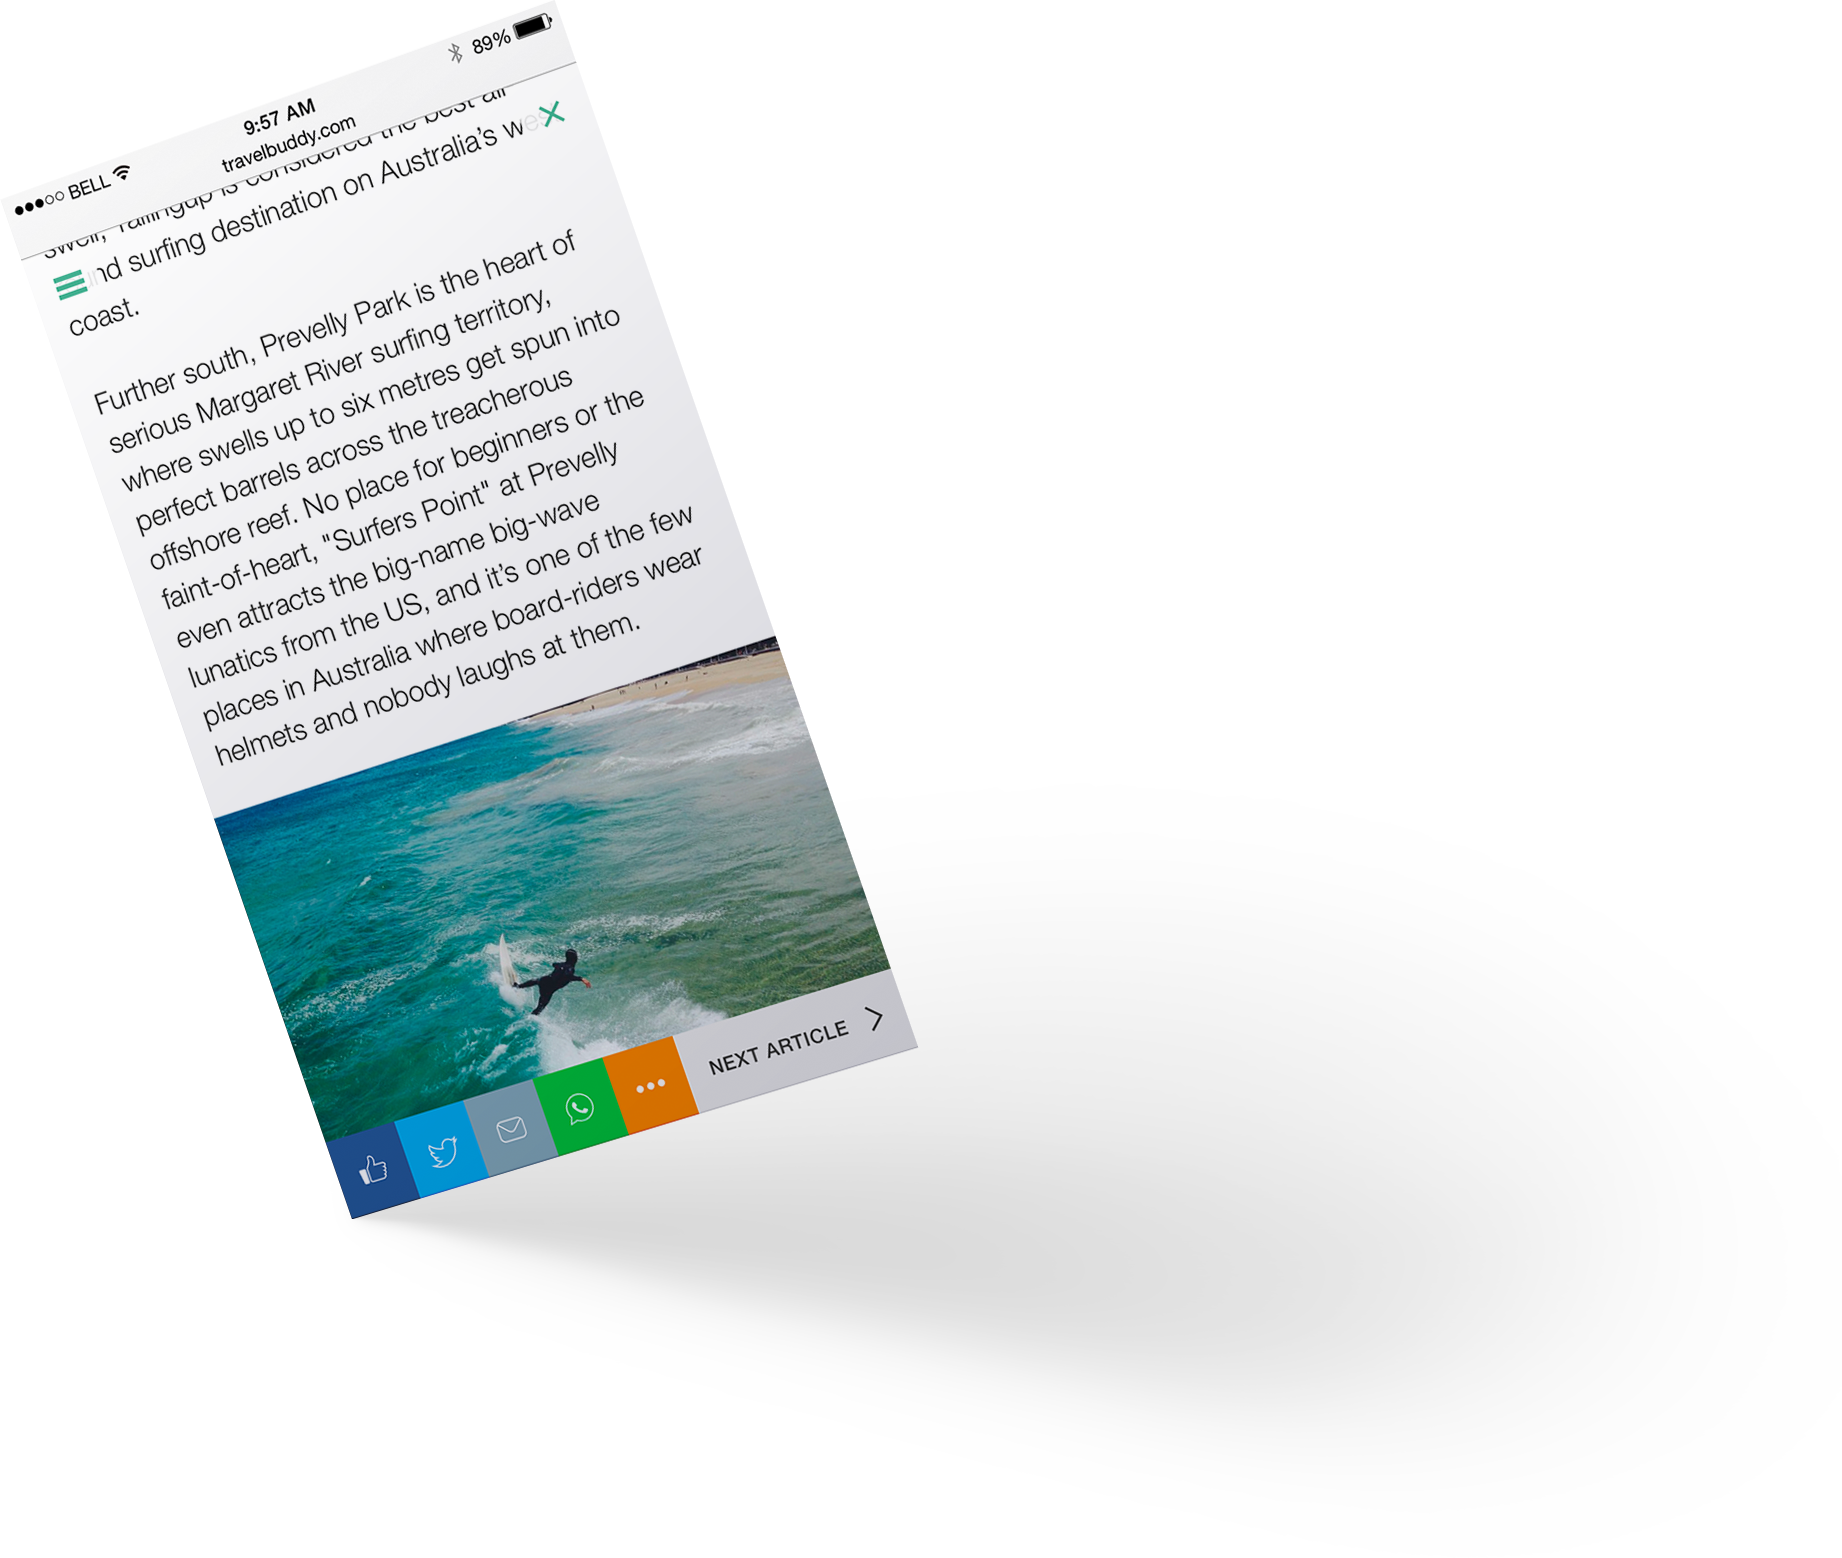 BELL
9:57 AM
89%
travelbuddy.com
swell, Yallingup is considered the best all
nd surfing destination on Australia's wes
coast.
Further south, Prevelly Park is the heart of
serious Margaret River surfing territory,
where swells up to six metres get spun into
perfect barrels across the treacherous
offshore reef. No place for beginners or the
faint-of-heart, "Surfers Point" at Prevelly
even attracts the big-name big-wave
lunatics from the US, and it's one of the few
places in Australia where board-riders wear
helmets and nobody laughs at them.
NEXT ARTICLE